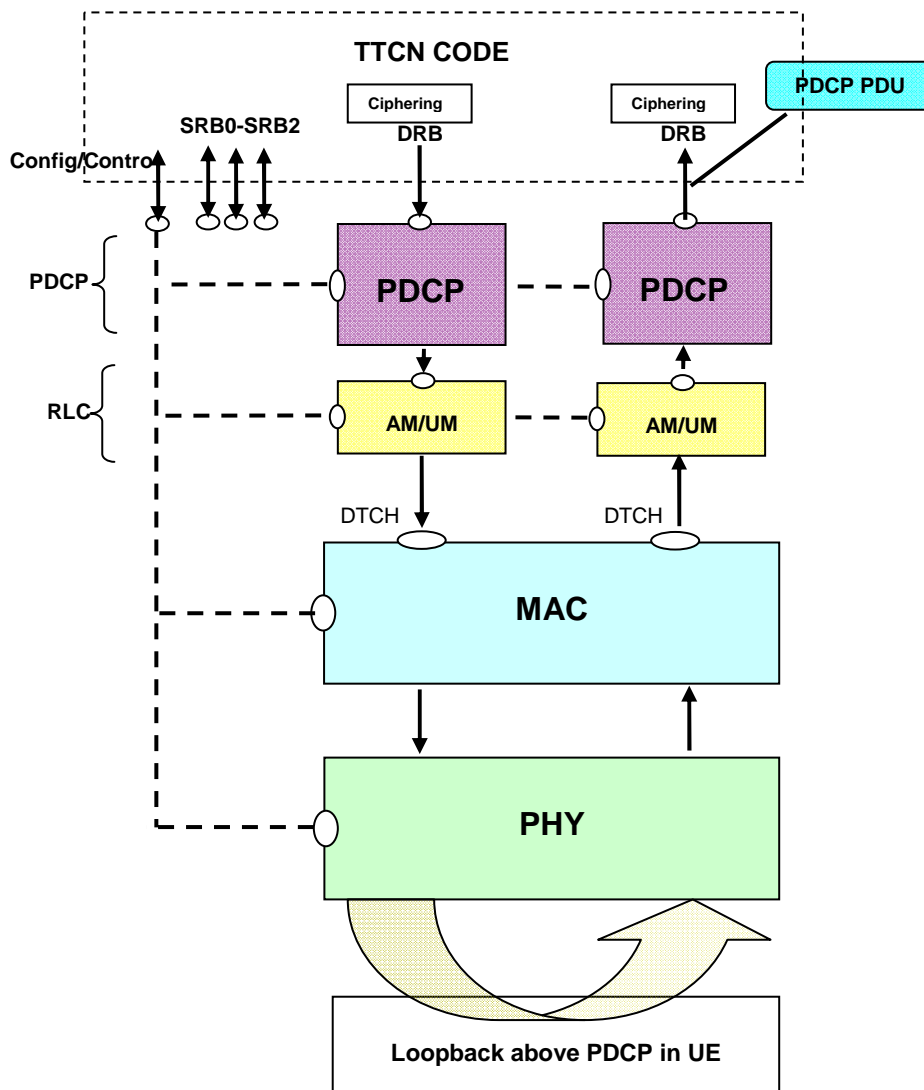 TTCN CODE
PDCP PDU
Ciphering
Ciphering
SRB0-SRB2
DRB
DRB
Config/Contro
PDCP
PDCP
PDCP
RLC
AM/UM
AM/UM
DTCH
DTCH
MAC
PHY
Loopback above PDCP in UE